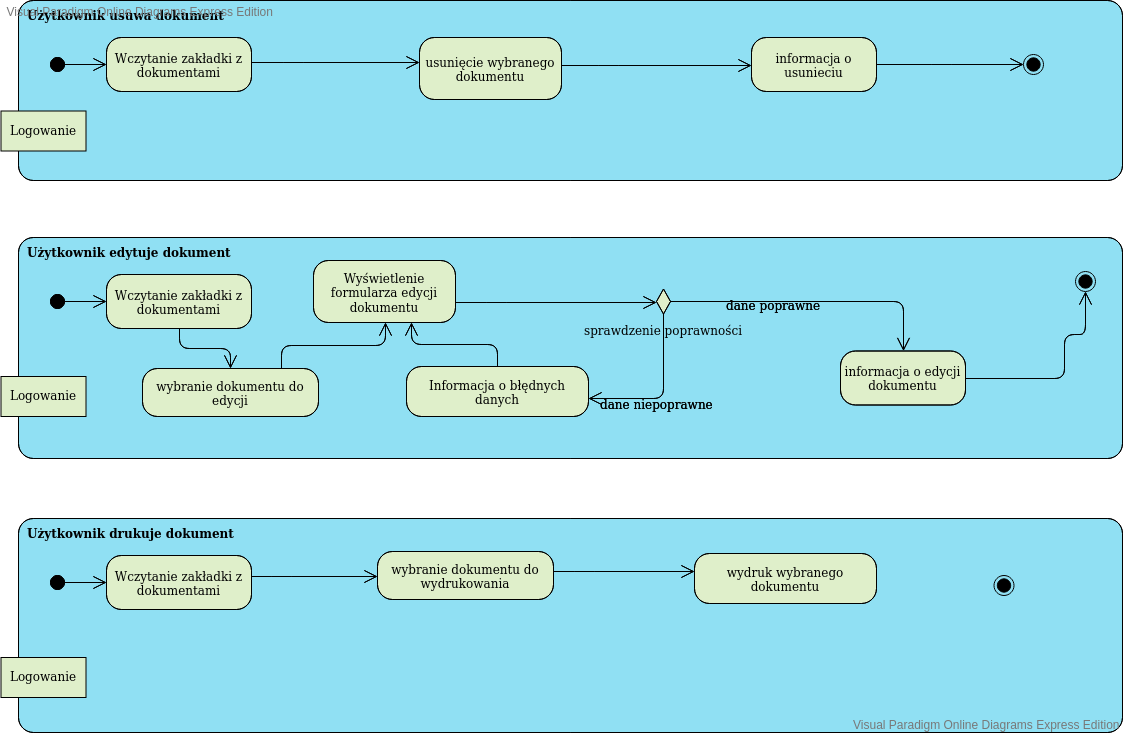 Visual Paradigm Online Diagrams Express Edition
Użytkownik usuwa dokument
Wczytanie zakładki z
dokumentami
usunięcie wybranego
dokumentu
informacja o
usunieciu
Logowanie
Użytkownik edytuje dokument
Wczytanie zakładki z
dokumentami
Wyświetlenie
formularza edycji
dokumentu
dane poprawne
sprawdzenie poprawności
wybranie dokumentu do
edycji
Informacja o błędnych
danych
informacja o edycji
dokumentu
Logowanie
dane niepoprawne
Użytkownik drukuje dokument
Wczytanie zakładki z
dokumentami
wybranie dokumentu do
wydrukowania
wydruk wybranego
dokumentu
Logowanie
Visual Paradigm Online Diagrams Express Edition